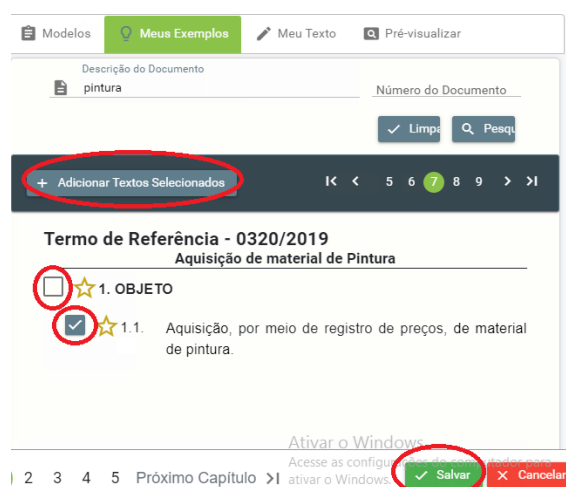 Modelos Meus Exemplos Meu Texto Pré-visualizar
Descrição do Documento
pintura
Número do Documento
Limpa Pesqu
+ Adicionar Textos Selecionados 5 6 7 8 9
Termo de Referência - 0320/2019
Aquisição de material de Pintura
1. OBJETO
1.1. Aquisição, por meio de registro de preços, de material
de pintura.
Ativar o Windows
Acesse as configurações do computador para
ativar o Windows.
2 3 4 5 Próximo Capítulo Salvar Cancelar